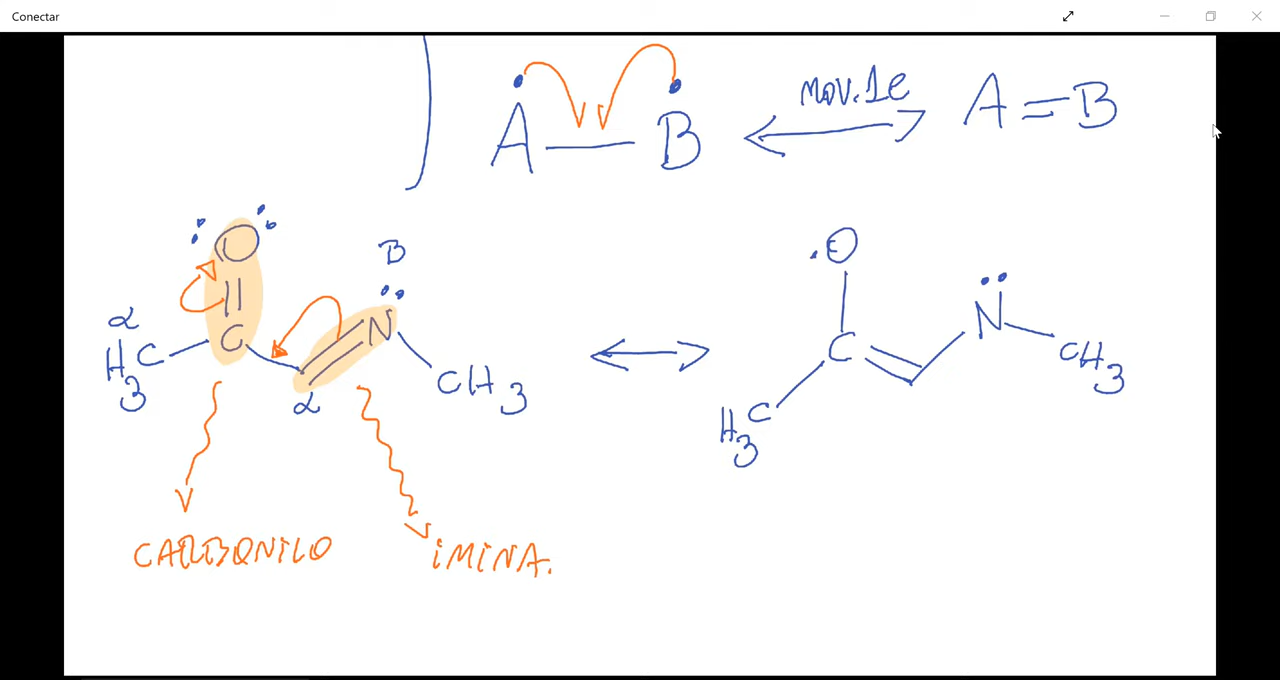 Conectar
A — B ⟷ mov. 1e A = B
O B O
N N
α H3C C α CH3 ⟷ H3C C CH3
CARBONILO iMiNA.